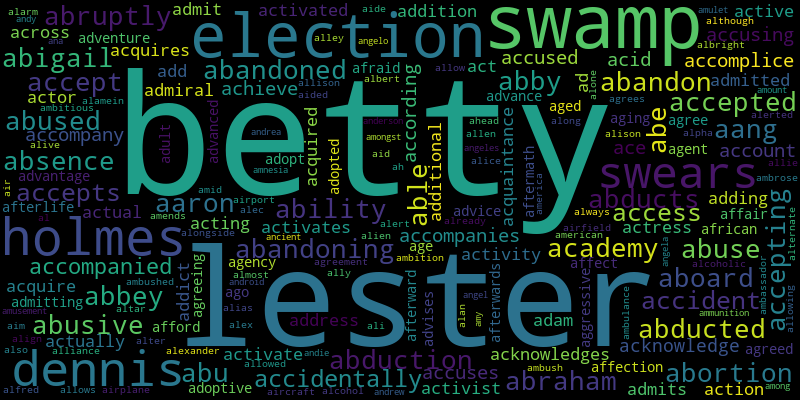 alarm andy abruptly admit activated aide addition although amulet active
across adventure alley angelo election swamp albright accusing
abigail acquires abandoned afraid albert act allow accused acid accomplice
accept add achieve allison according abby ad alone abandon admitted
actor admiral aided advance aged agrees amount accepted
ambitious alamein betty anderson ahead along alerted
abused adult advanced andrea acquired amongst allen aging alison alpha agree
accompany alive adopted able additional abe ace agent aang account
absence aid angeles alice acquaintance allie
advantage amnesia adopt ah swears
air accepts aaron amid airport aftermath america abducts ambrose
afterlife actual ability alec alert advice always access adding accepting alternate
al amends acting already affair african
holmes alongside activates alien accompanies airfield american actress
ancient abandoning age activity academy abuse
accompanied addict agreeing agency almost ambition lester afterwards affect angela aboard ambassador alcoholic
acquire abbey ago android agreement ally afterward angel aggressive accident allowing
admitting ambushed altar alias advises alan ambulance abducted ammunition
amusement abusive afford address ali amy adam
aim align actually alter alex acknowledge agreed
also alliance alexander activate andie abduction acknowledges affection among
dennis abu allowed accidentally accuses ambush abortion
alfred allows airplane adoptive aircraft alcohol andrew activist abraham admits action
ana